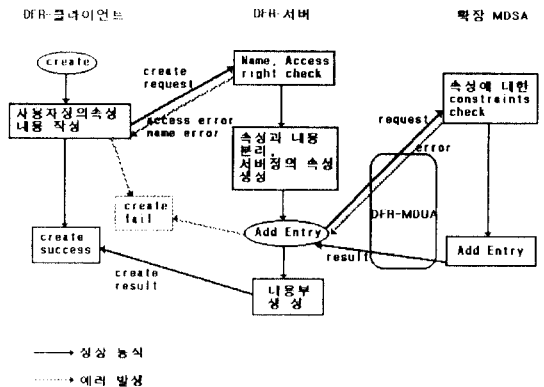 DFR-클라이언트
DFR-서버
확장 MDSA
create
create
request
Name, Access
right check
속성에 대한
constraints
check
사용자정의속성
내용 작성
access error
name error
request
error
속성과 내용
분리,
서버정의 속성
생성
create
fail
DFR-MDUA
create
success
Add Entry
result
Add Entry
create
result
내용부
생성
정상 동작
에러 발생